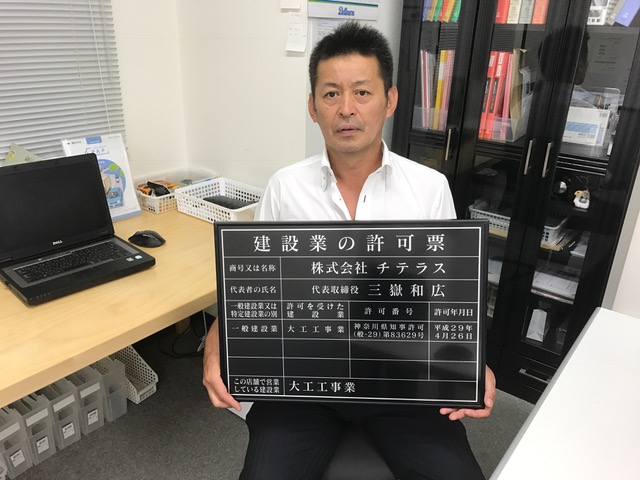 建設業の許可票
商号又は名称 株式会社 チテラス
代表者の氏名 代表取締役 三嶽和広
一般建設業又は特定建設業の別 許可を受けた建設業 許可番号 許可年月日
一般建設業 大工工事業 神奈川県知事許可(般-29)第83629号 平成29年4月26日
この店舗で営業している建設業 大工工事業
DELL